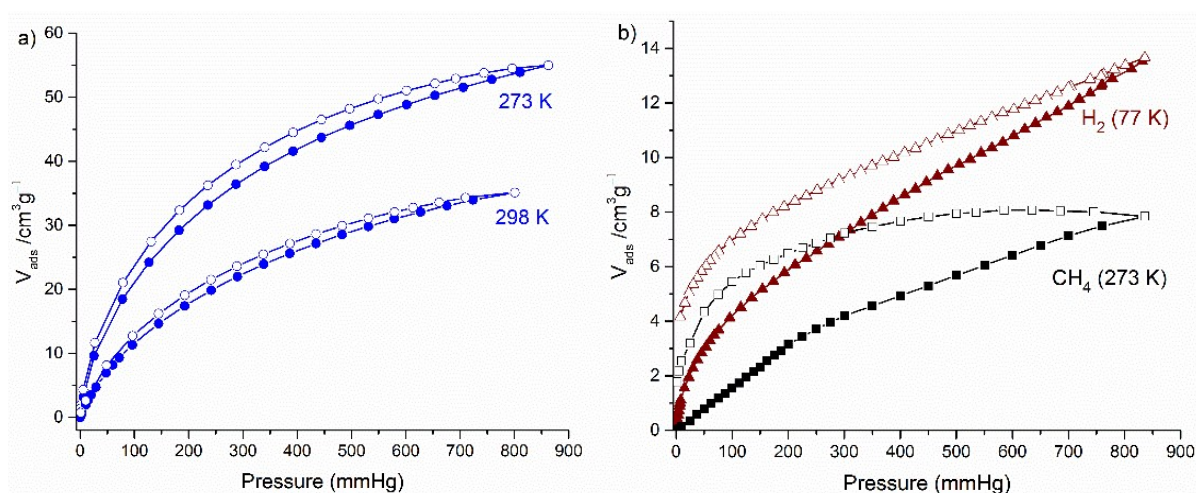 a)
60
50
40
30
20
10
0
V_ads /cm³g⁻¹
273 K
298 K
0 100 200 300 400 500 600 700 800 900
Pressure (mmHg)
b)
14
12
10
8
6
4
2
0
V_ads /cm³g⁻¹
H₂ (77 K)
CH₄ (273 K)
0 100 200 300 400 500 600 700 800 900
Pressure (mmHg)